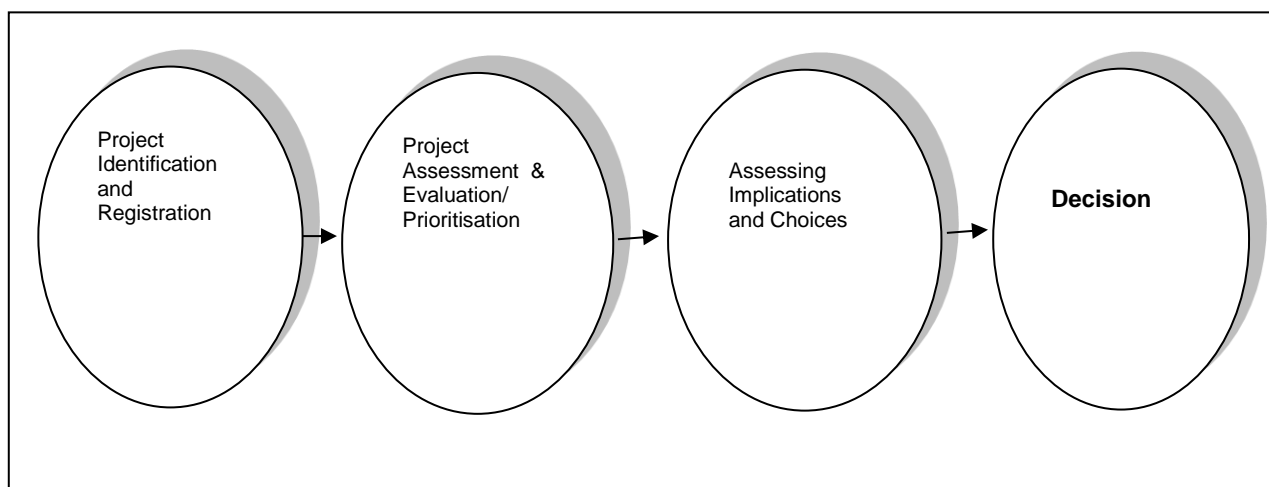 Project
Identification
and
Registration
Project
Assessment &
Evaluation/
Prioritisation
Assessing
Implications
and Choices
Decision